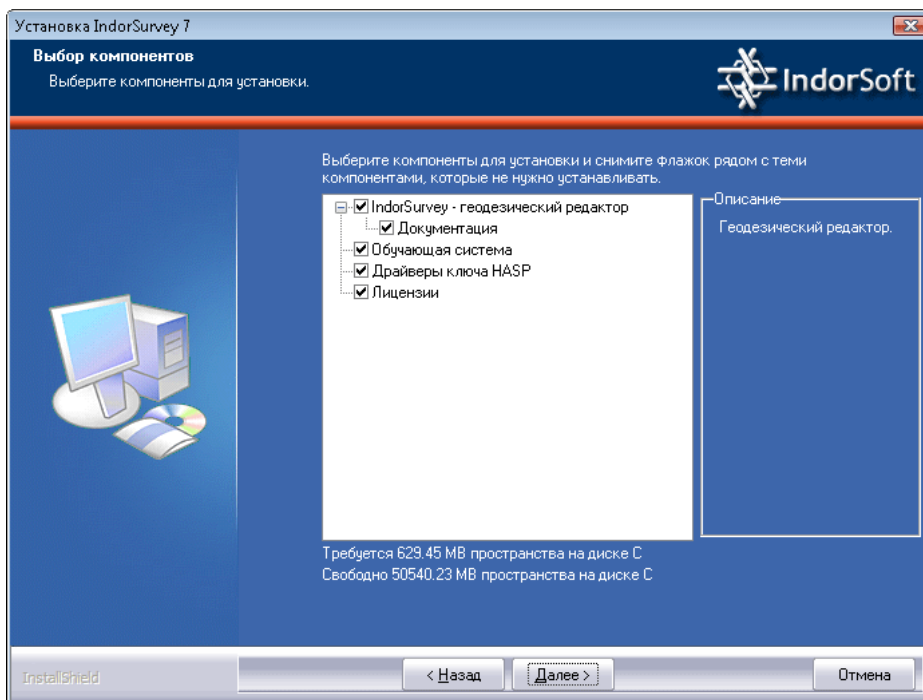 Установка IndorSurvey 7
Выбор компонентов
Выберите компоненты для установки.
IndorSoft
Выберите компоненты для установки и снимите флажок рядом с теми
компонентами, которые не нужно устанавливать.
IndorSurvey - геодезический редактор
Документация
Обучающая система
Драйверы ключа HASP
Лицензии
Описание
Геодезический редактор.
Требуется 629.45 MB пространства на диске C
Свободно 50540.23 MB пространства на диске C
InstallShield
< Назад
Далее >
Отмена